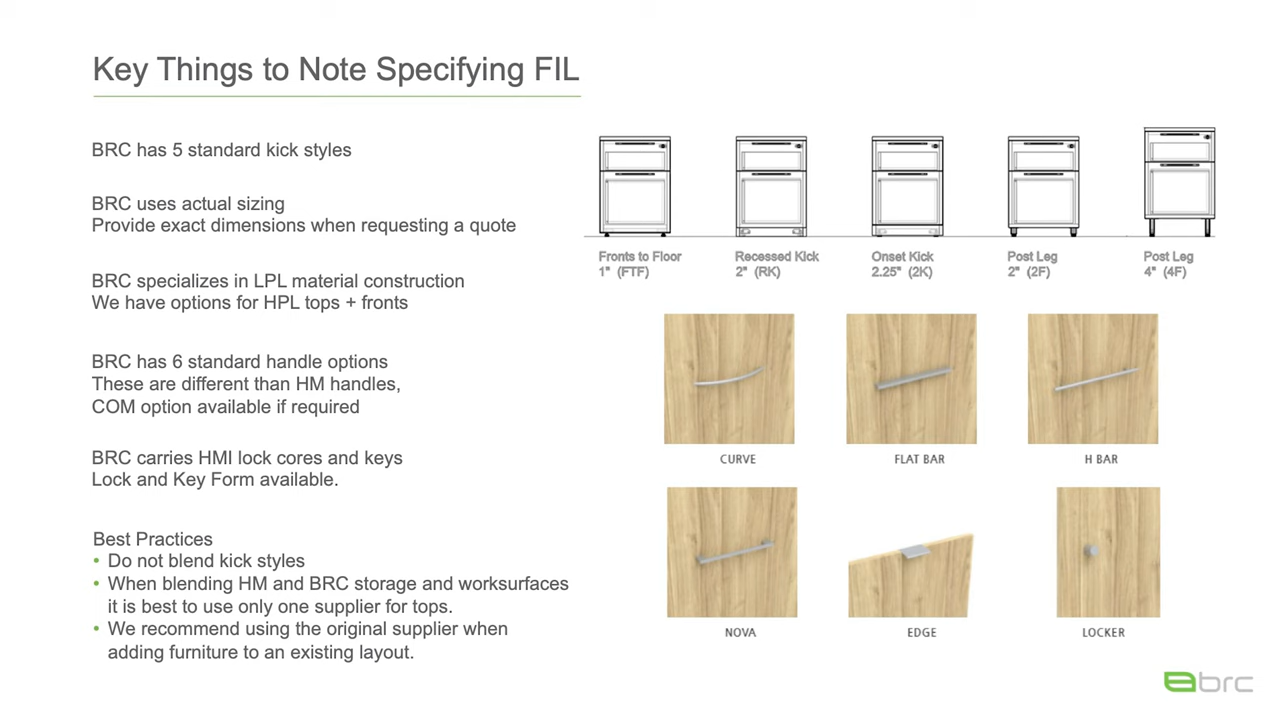 Key Things to Note Specifying FIL
BRC has 5 standard kick styles
BRC uses actual sizing
Provide exact dimensions when requesting a quote
BRC specializes in LPL material construction
We have options for HPL tops + fronts
BRC has 6 standard handle options
These are different than HM handles,
COM option available if required
BRC carries HMI lock cores and keys
Lock and Key Form available.
Best Practices
• Do not blend kick styles
• When blending HM and BRC storage and worksurfaces
it is best to use only one supplier for tops.
• We recommend using the original supplier when
adding furniture to an existing layout.
Fronts to Floor
1" (FTF)
Recessed Kick
2" (RK)
Onset Kick
2.25" (2K)
Post Leg
2" (2F)
Post Leg
4" (4F)
CURVE
FLAT BAR
H BAR
NOVA
EDGE
LOCKER
brc